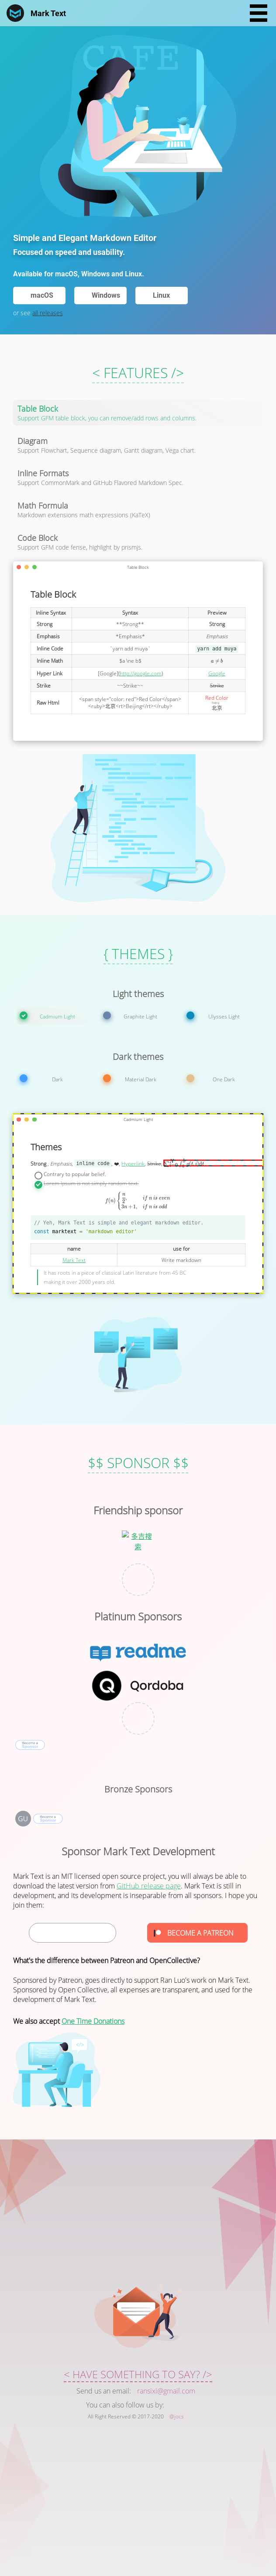 Mark Text
CAFE
Simple and Elegant Markdown Editor
Focused on speed and usability.
Available for macOS, Windows and Linux.
macOS
Windows
Linux
or see all releases
< FEATURES />
Table Block
Support GFM table block, you can remove/add rows and columns.
Diagram
Support Flowchart, Sequence diagram, Gantt diagram, Vega chart.
Inline Formats
Support CommonMark and GitHub Flavored Markdown Spec.
Math Formula
Markdown extensions math expressions (KaTeX).
Code Block
Support GFM code fense, highlight by prismjs.
Table Block
Table Block
Inline Syntax Syntax Preview
Strong **Strong** Strong
Emphasis *Emphasis* Emphasis
Inline Code `yarn add muya` yarn add muya
Inline Math $a \ne b$ a ≠ b
Hyper Link [Google](http://google.com) Google
Strike ~~Strike~~ Strike
Raw Html <span style="color: red">Red Color</span> Red Color
<ruby>北京<rt>Beijing</rt></ruby> 北京
{ THEMES }
Light themes
Cadmium Light
Graphite Light
Ulysses Light
Dark themes
Dark
Material Dark
One Dark
Cadmium Light
Themes
Strong , Emphasis, inline code , ❤️, Hyperlink, Strike,
Contrary to popular belief.
Lorem Ipsum is not simply random text.
f(n) { n/2, if n is even
3n + 1, if n is odd
// Yeh, Mark Text is simple and elegant markdown editor.
const marktext = 'markdown editor'
name use for
Mark Text Write markdown
It has roots in a piece of classical Latin literature from 45 BC
making it over 2000 years old.
$$ SPONSOR $$
Friendship sponsor
多吉搜索
Platinum Sponsors
readme
Qordoba
Become a
Sponsor
Bronze Sponsors
GU
Become a
Sponsor
Sponsor Mark Text Development
Mark Text is an MIT licensed open source project, you will always be able to
download the latest version from GitHub release page. Mark Text is still in
development, and its development is inseparable from all sponsors. I hope you
join them:
BECOME A PATREON
What's the difference between Patreon and OpenCollective?
Sponsored by Patreon, goes directly to support Ran Luo's work on Mark Text.
Sponsored by Open Collective, all expenses are transparent, and used for the
development of Mark Text.
We also accept One Time Donations
</>
< HAVE SOMETHING TO SAY? />
Send us an email: ransixi@gmail.com
You can also follow us by:
All Right Reserved © 2017-2020 @Jocs